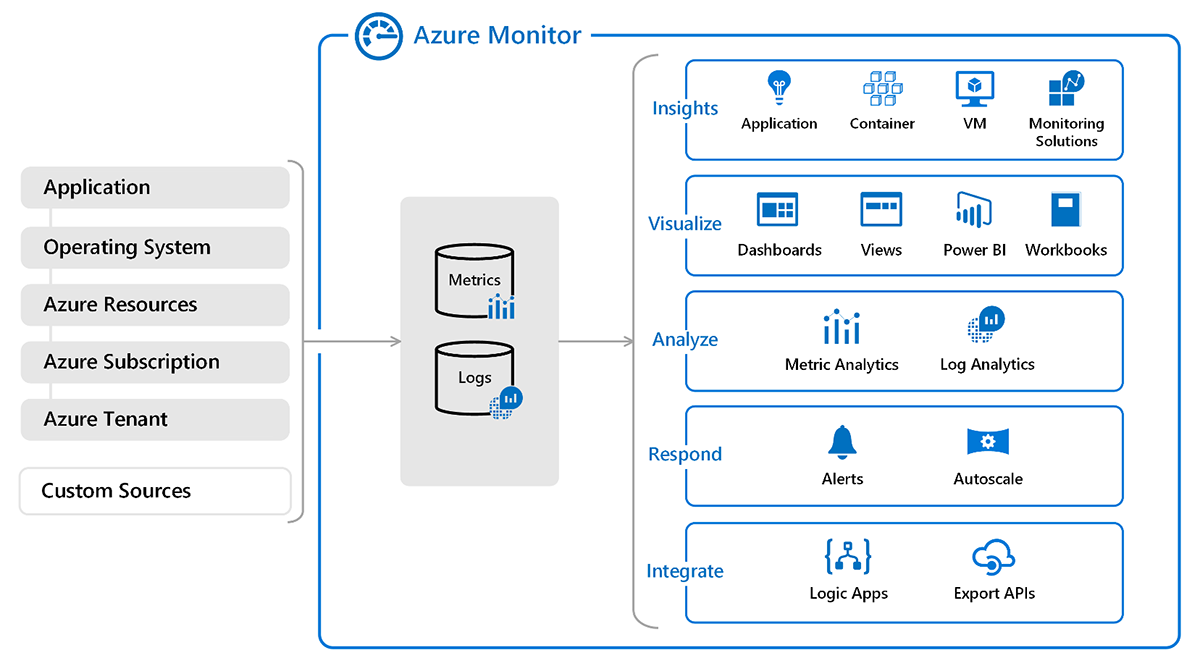 Azure Monitor
Application
Operating System
Azure Resources
Azure Subscription
Azure Tenant
Custom Sources
Metrics
Logs
Insights
Application
Container
VM
Monitoring
Solutions
Visualize
Dashboards
Views
Power BI
Workbooks
Analyze
Metric Analytics
Log Analytics
Respond
Alerts
Autoscale
Integrate
Logic Apps
Export APIs